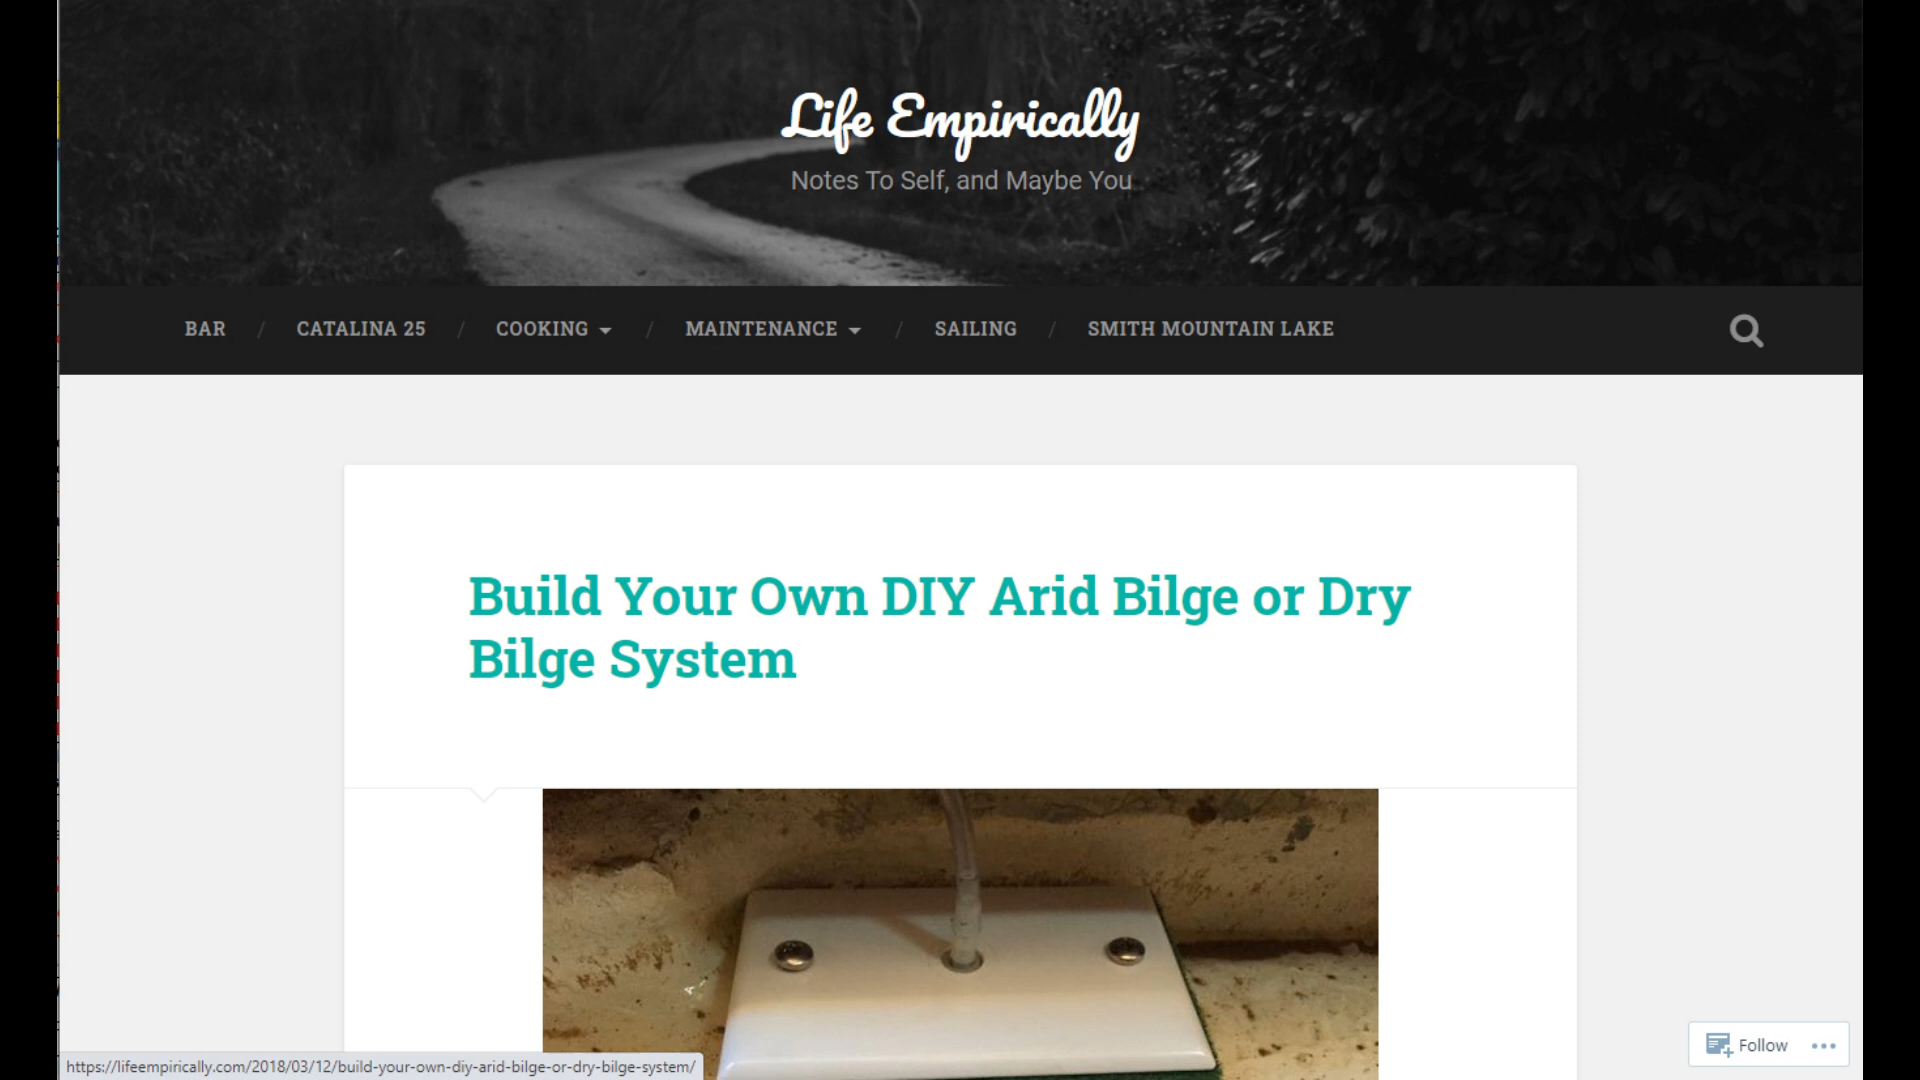 Life Empirically
Notes To Self, and Maybe You
BAR / CATALINA 25 / COOKING / MAINTENANCE / SAILING / SMITH MOUNTAIN LAKE
Build Your Own DIY Arid Bilge or Dry
Bilge System
Follow
https://lifeempirically.com/2018/03/12/build-your-own-diy-arid-bilge-or-dry-bilge-system/